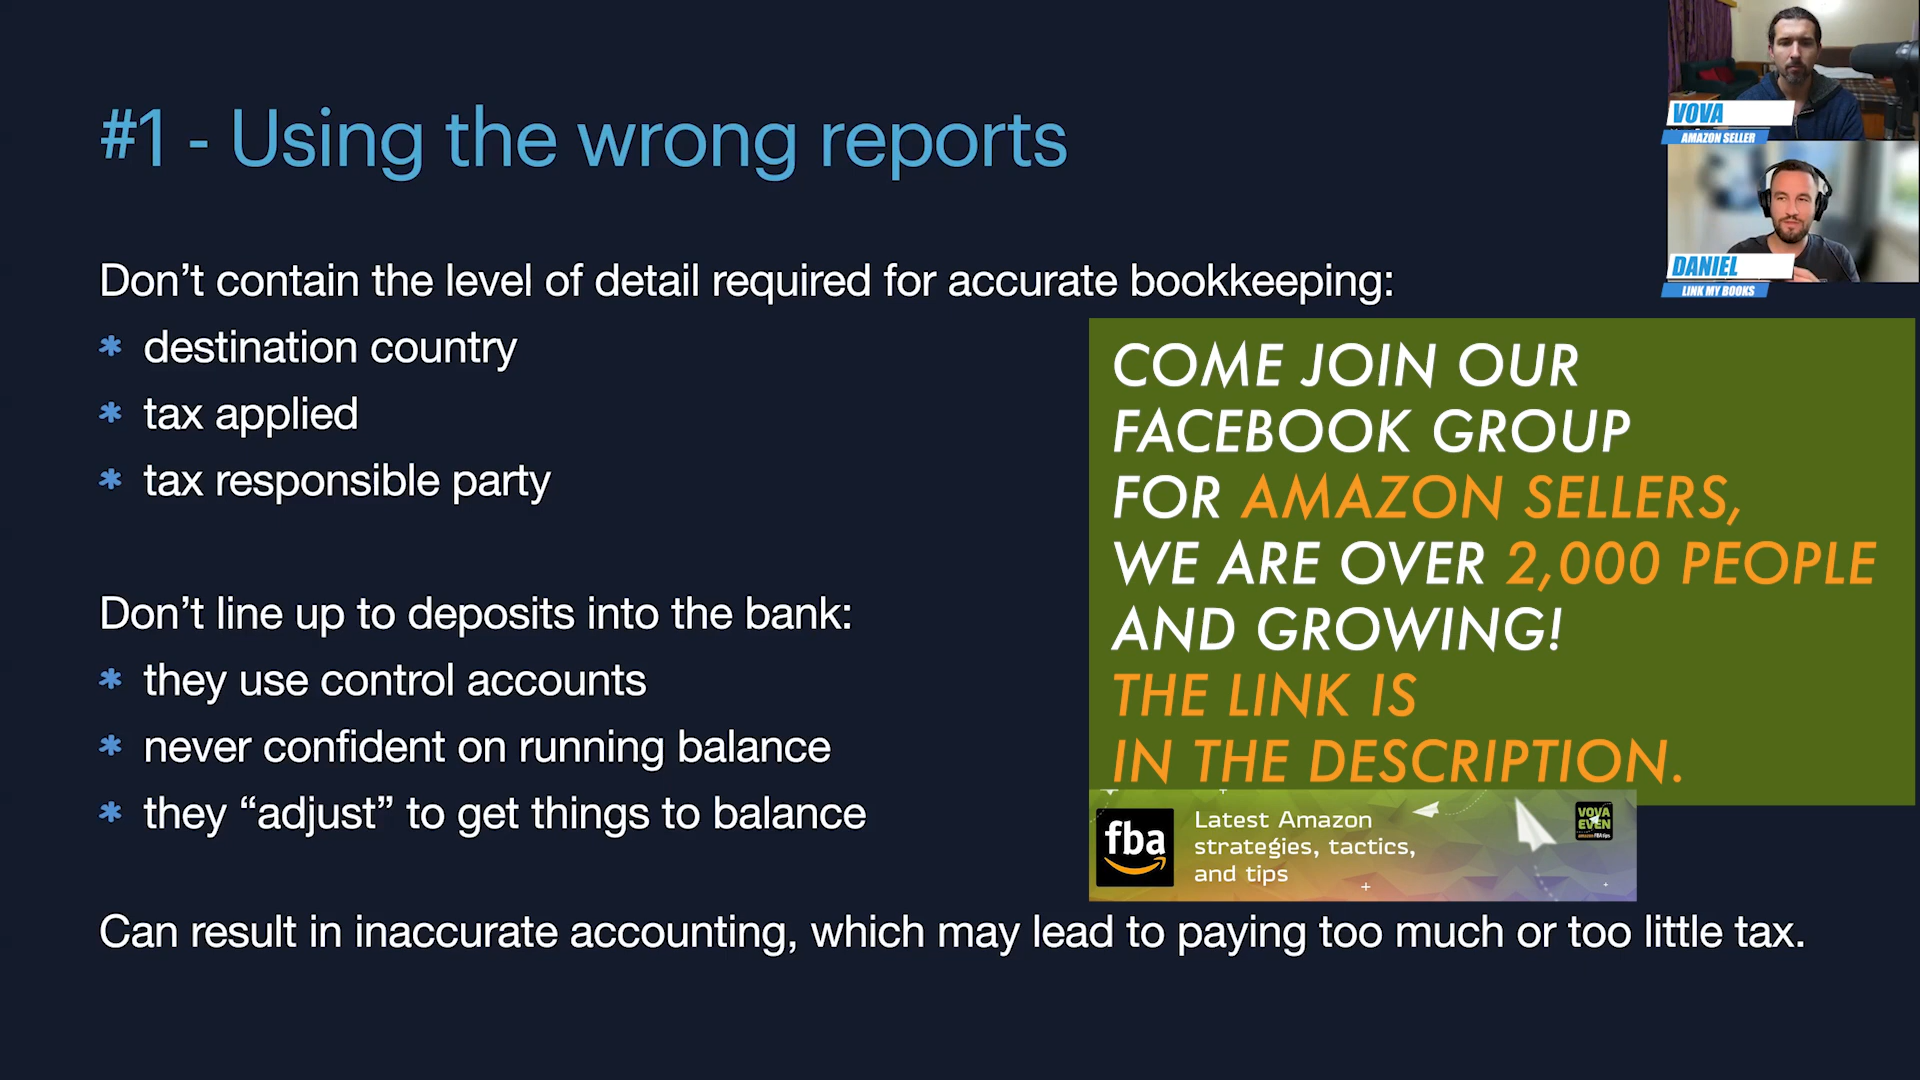 #1 - Using the wrong reports
Don’t contain the level of detail required for accurate bookkeeping:
* destination country
* tax applied
* tax responsible party
Don’t line up to deposits into the bank:
* they use control accounts
* never confident on running balance
* they “adjust” to get things to balance
Can result in inaccurate accounting, which may lead to paying too much or too little tax.
VOVA
AMAZON SELLER
DANIEL
LINK MY BOOKS
COME JOIN OUR
FACEBOOK GROUP
FOR AMAZON SELLERS,
WE ARE OVER 2,000 PEOPLE
AND GROWING!
THE LINK IS
IN THE DESCRIPTION.
fba
Latest Amazon
strategies, tactics,
and tips
VOVA
EVEN